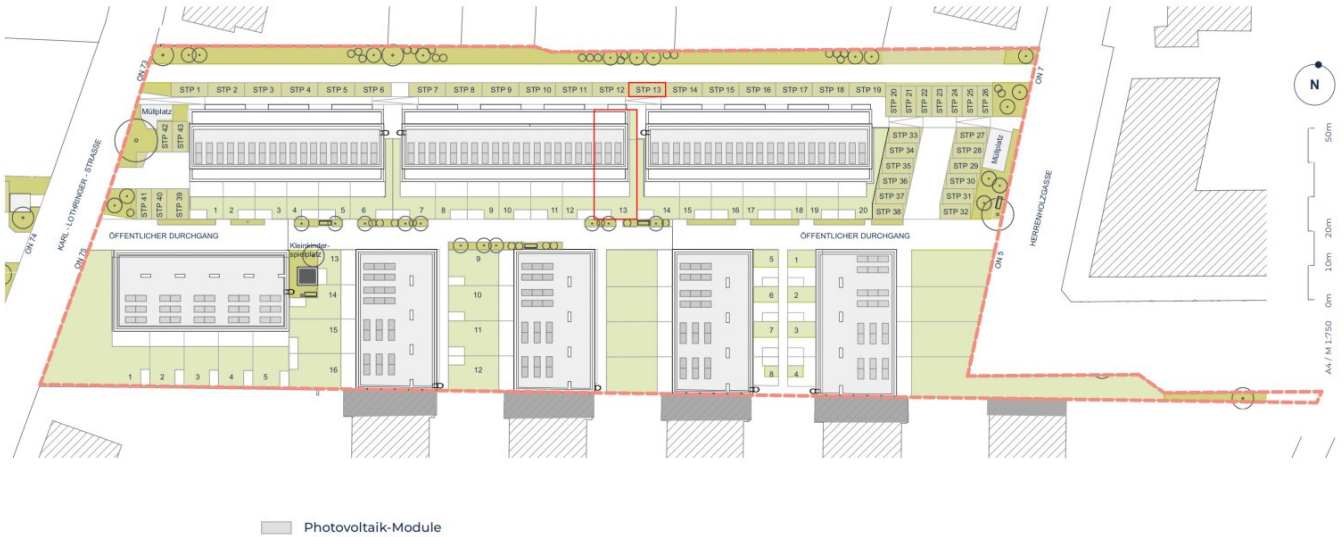 ON 73
ON 7
STP 1 STP 2 STP 3 STP 4 STP 5 STP 6 STP 7 STP 8 STP 9 STP 10 STP 11 STP 12 STP 13 STP 14 STP 15 STP 16 STP 17 STP 18 STP 19
STP 20
STP 21
STP 22
STP 23
STP 24
STP 25
STP 26
N
Müllplatz
STP 42
STP 43
STP 33
STP 34
STP 35
STP 36
STP 37
STP 38
STP 27
STP 28
STP 29
STP 30
STP 31
STP 32
Müllplatz
KARL - LOTHRINGER - STRASSE
STP 41
STP 40
STP 39
1 2 3 4 5 6 7 8 9 10 11 12 13 14 15 16 17 18 19 20
HERRENHOLZGASSE
ON 74
ON 75
ON 5
ÖFFENTLICHER DURCHGANG
ÖFFENTLICHER DURCHGANG
Kleinkinder-
spielplatz
13
14
15
16
9
10
11
12
5
6
7
8
1
2
3
4
1 2 3 4 5
50m
20m
10m
0m
A4 / M 1:750
Photovoltaik-Module